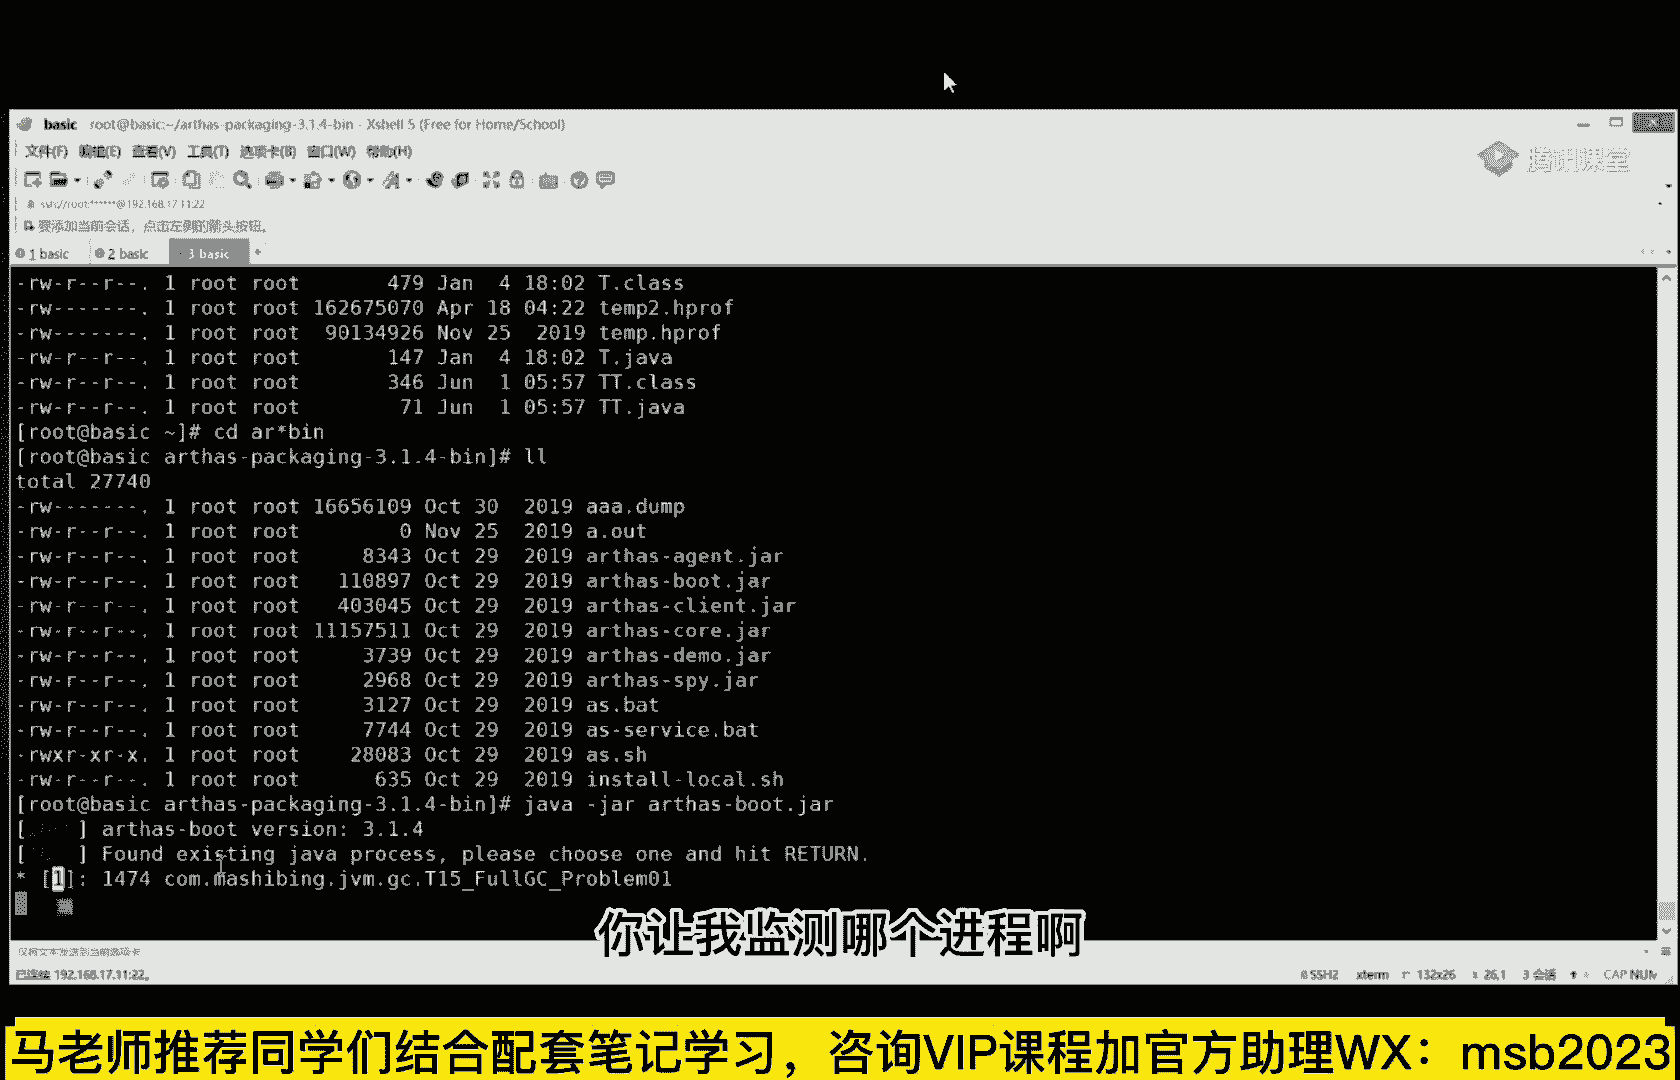 basic root@basic:~/arthas-packaging-3.1.4-bin - Xshell 5 (Free for Home/School)
文件(F) 编辑(E) 查看(V) 工具(T) 选项卡(B) 窗口(W) 帮助(H)
腾讯课堂
ssh://root:******@192.168.17.11:22
要添加当前会话，点击左侧的箭头按钮。
1 basic 2 basic 3 basic +
-rw-r--r--. 1 root root 479 Jan 4 18:02 T.class
-rw-------. 1 root root 162675070 Apr 18 04:22 temp2.hprof
-rw-------. 1 root root 90134926 Nov 25 2019 temp.hprof
-rw-r--r--. 1 root root 147 Jan 4 18:02 T.java
-rw-r--r--. 1 root root 346 Jun 1 05:57 TT.class
-rw-r--r--. 1 root root 71 Jun 1 05:57 TT.java
[root@basic ~]# cd ar*bin
[root@basic arthas-packaging-3.1.4-bin]# ll
total 27740
-rw-------. 1 root root 16656109 Oct 30 2019 aaa.dump
-rw-r--r--. 1 root root 0 Nov 25 2019 a.out
-rw-r--r--. 1 root root 8343 Oct 29 2019 arthas-agent.jar
-rw-r--r--. 1 root root 110897 Oct 29 2019 arthas-boot.jar
-rw-r--r--. 1 root root 403045 Oct 29 2019 arthas-client.jar
-rw-r--r--. 1 root root 11157511 Oct 29 2019 arthas-core.jar
-rw-r--r--. 1 root root 3739 Oct 29 2019 arthas-demo.jar
-rw-r--r--. 1 root root 2968 Oct 29 2019 arthas-spy.jar
-rw-r--r--. 1 root root 3127 Oct 29 2019 as.bat
-rw-r--r--. 1 root root 7744 Oct 29 2019 as-service.bat
-rwxr-xr-x. 1 root root 28083 Oct 29 2019 as.sh
-rw-r--r--. 1 root root 635 Oct 29 2019 install-local.sh
[root@basic arthas-packaging-3.1.4-bin]# java -jar arthas-boot.jar
[ ] arthas-boot version: 3.1.4
[ ] Found existing java process, please choose one and hit RETURN.
* [1]: 1474 com.mashibing.jvm.gc.T15_FullGC_Problem01
你让我监测哪个进程啊
仅将文本发送到当前选项卡
已连接 192.168.17.11:22。 SSH2 xterm 132x26 26,1 3 会话 CAP NUM
马老师推荐同学们结合配套笔记学习，咨询VIP课程加官方助理WX：msb2023